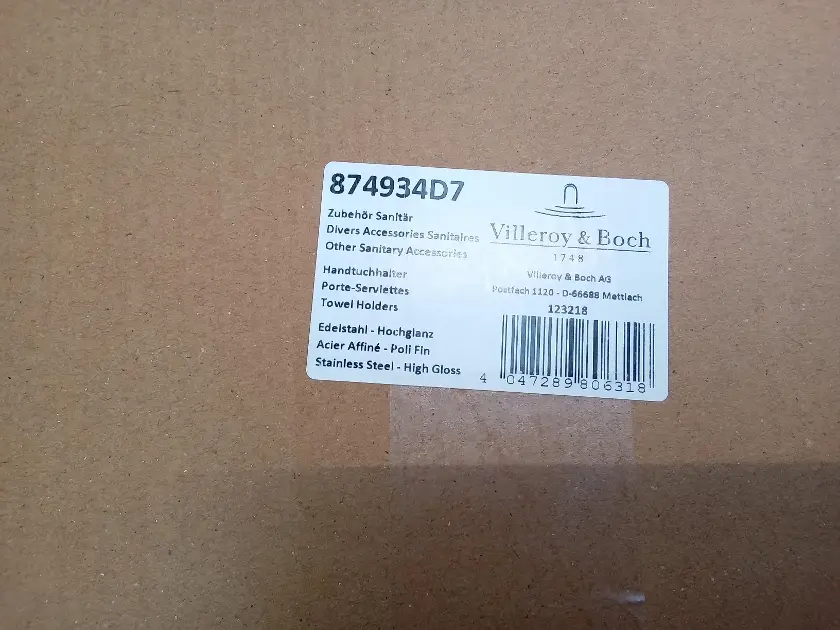 874934D7
Zubehör Sanitär
Divers Accessories Sanitaires
Other Sanitary Accessories
Handtuchhalter
Porte-Serviettes
Towel Holders
Edelstahl - Hochglanz
Acier Affiné - Poli Fin
Stainless Steel - High Gloss
Villeroy & Boch
1748
Villeroy & Boch AG
Postfach 1120 - D-66688 Mettlach
123218
4 047289 806318